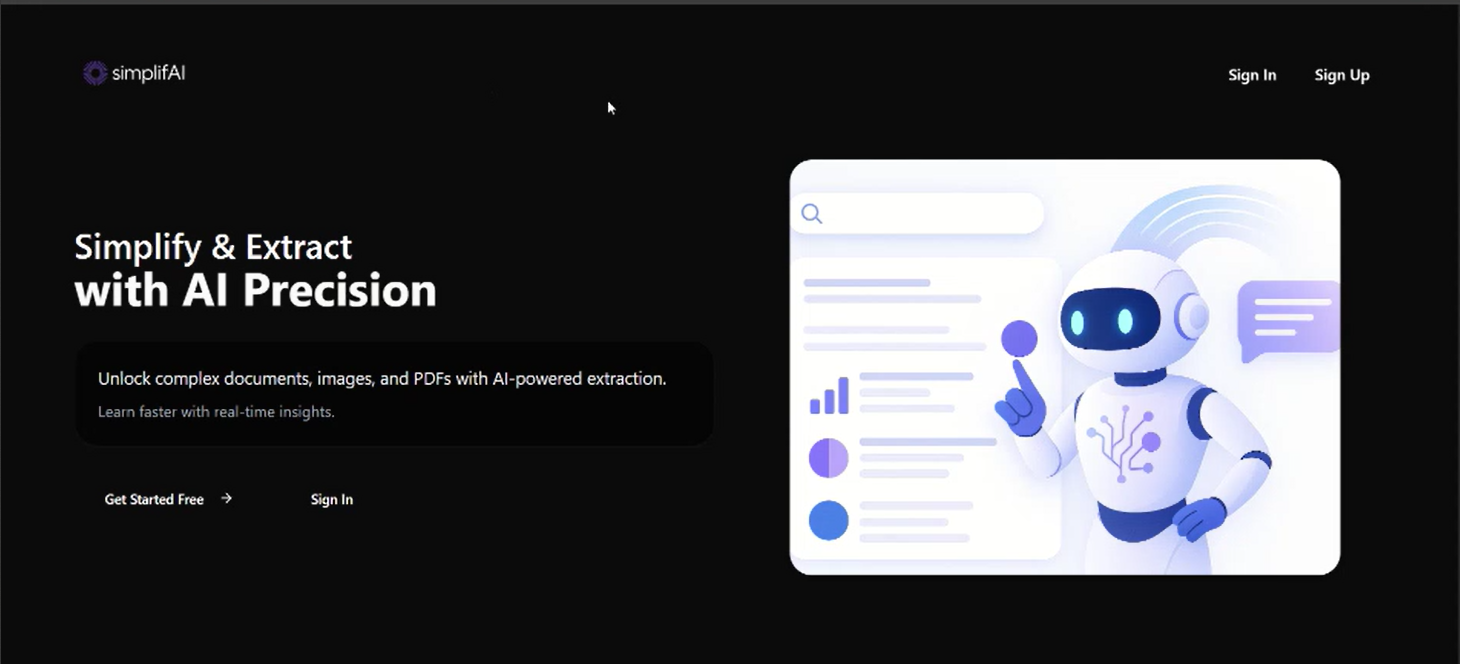 simplifAI
Sign In
Sign Up
Simplify & Extract
with AI Precision
Unlock complex documents, images, and PDFs with AI-powered extraction.
Learn faster with real-time insights.
Get Started Free →
Sign In